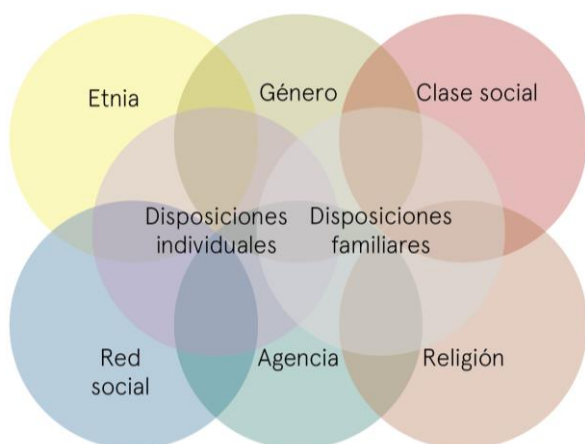 Etnia
Género
Clase social
Disposiciones
individuales
Disposiciones
familiares
Red
social
Agencia
Religión